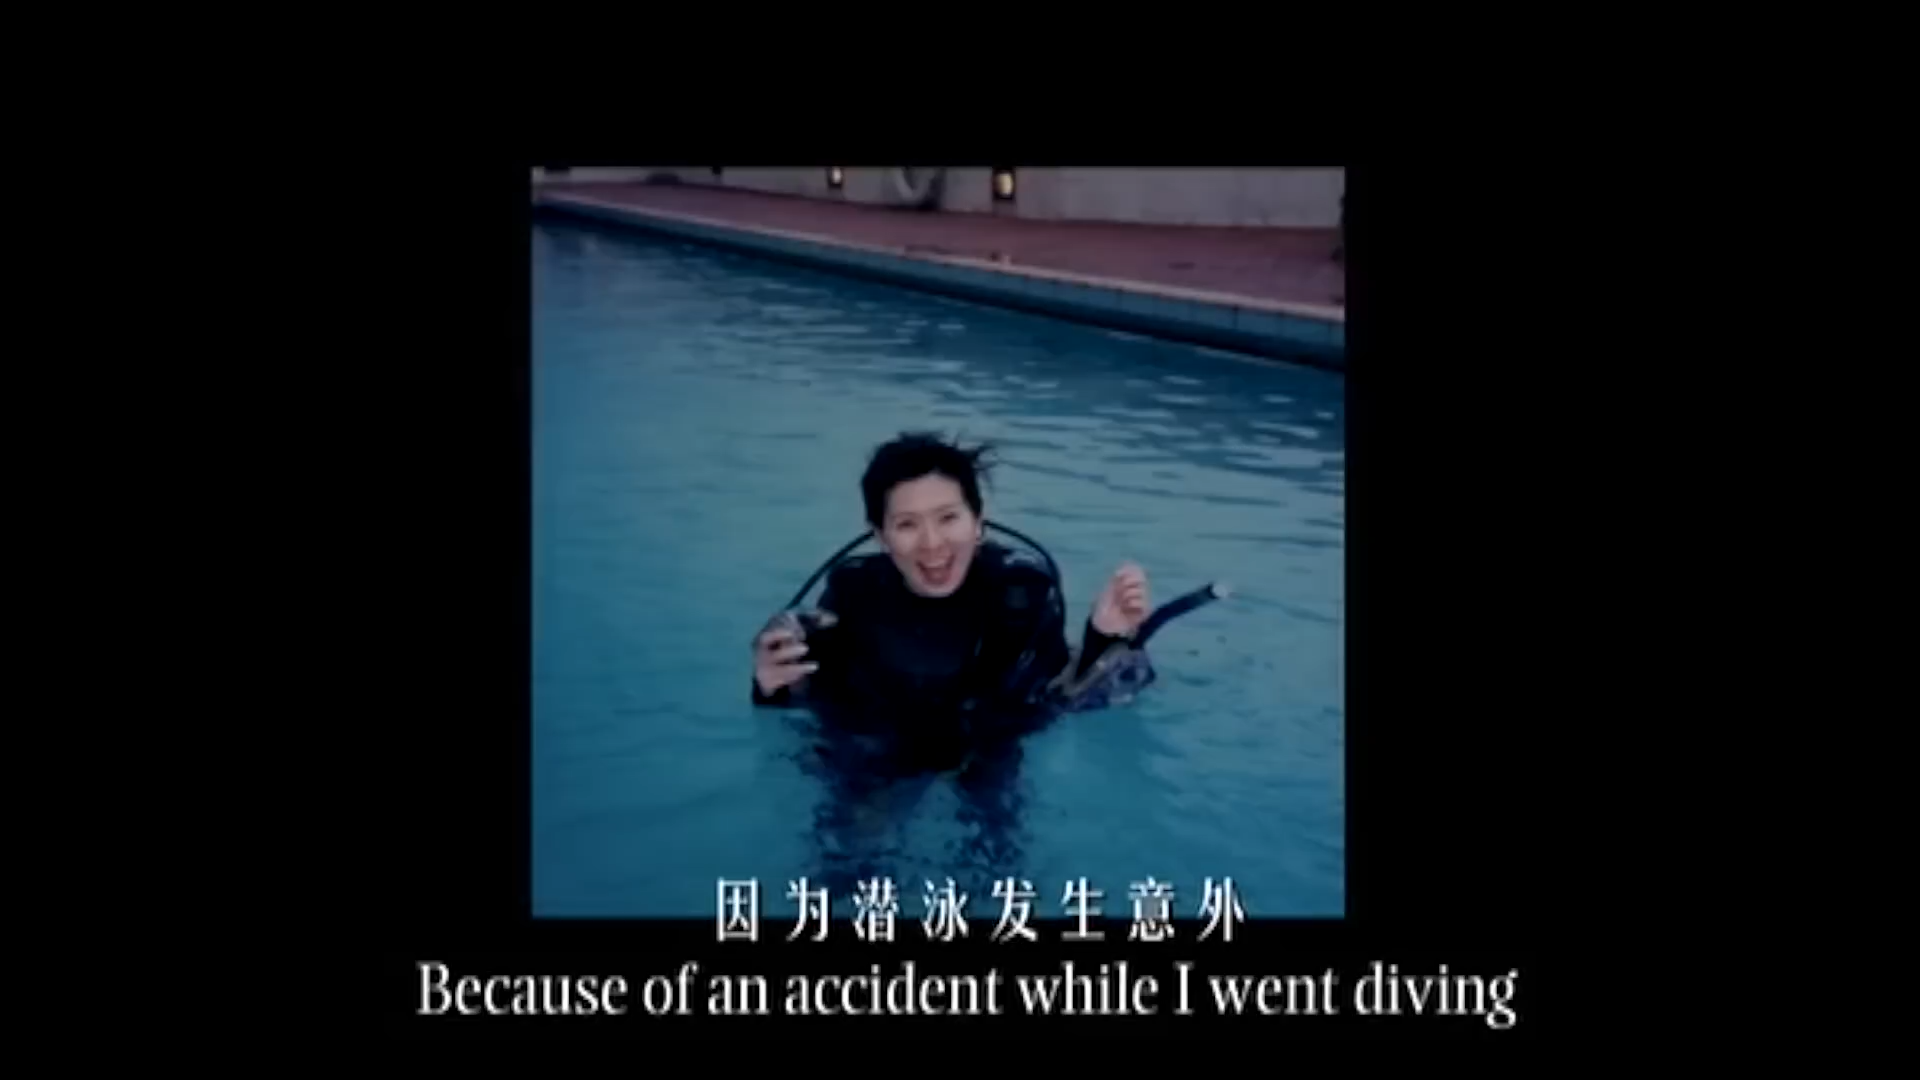 因为潜泳发生意外
Because of an accident while I went diving